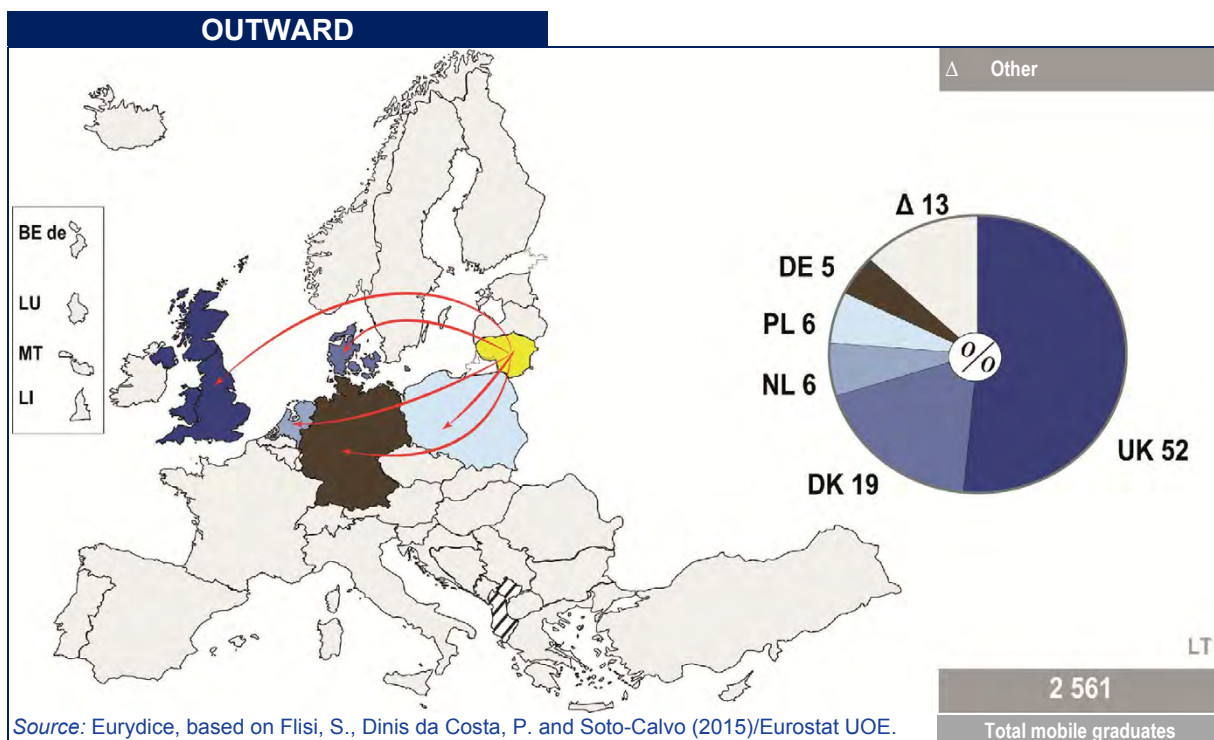 OUTWARD
Δ Other
BE de
LU
MT
LI
Δ 13
DE 5
PL 6
NL 6
DK 19
UK 52
%
LT
2 561
Total mobile graduates
Source: Eurydice, based on Flisi, S., Dinis da Costa, P. and Soto-Calvo (2015)/Eurostat UOE.